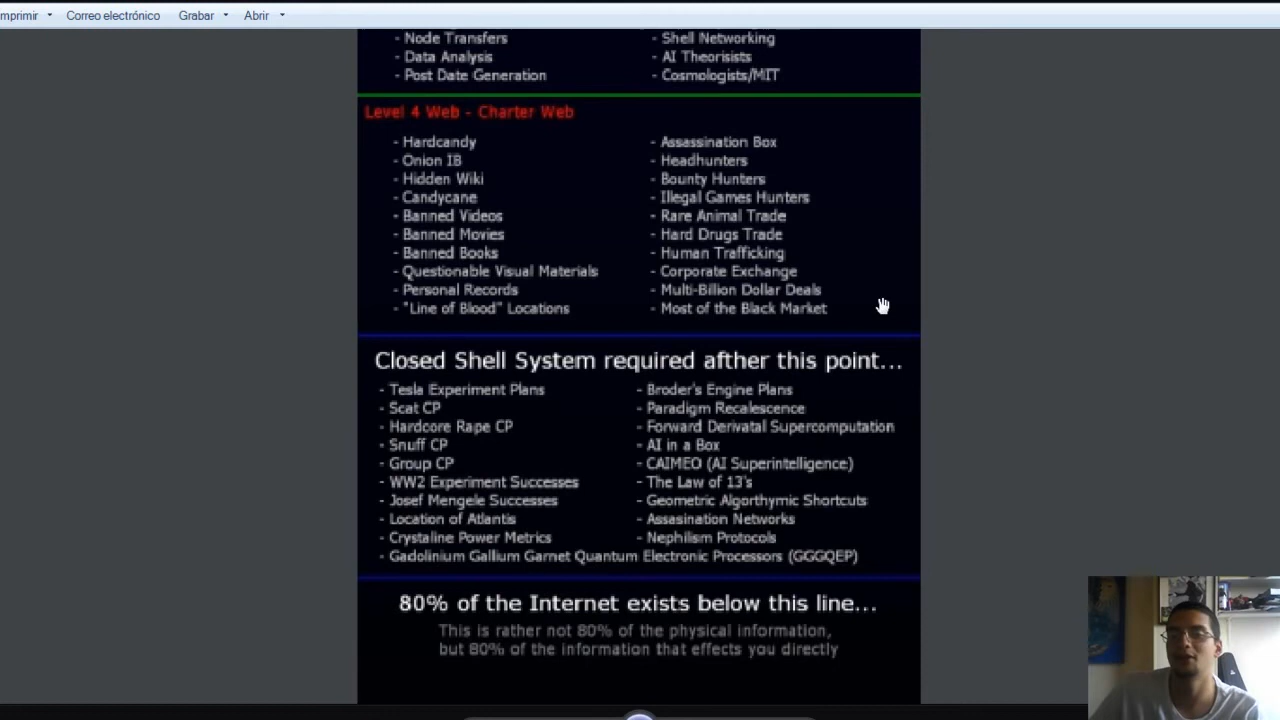 mprimir Correo electrónico Grabar Abrir
- Node Transfers
- Data Analysis
- Post Date Generation
- Shell Networking
- AI Theorisists
- Cosmologists/MIT
Level 4 Web - Charter Web
- Hardcandy
- Onion IB
- Hidden Wiki
- Candycane
- Banned Videos
- Banned Movies
- Banned Books
- Questionable Visual Materials
- Personal Records
- "Line of Blood" Locations
- Assassination Box
- Headhunters
- Bounty Hunters
- Illegal Games Hunters
- Rare Animal Trade
- Hard Drugs Trade
- Human Trafficking
- Corporate Exchange
- Multi-Billion Dollar Deals
- Most of the Black Market
Closed Shell System required afther this point...
- Tesla Experiment Plans
- Scat CP
- Hardcore Rape CP
- Snuff CP
- Group CP
- WW2 Experiment Successes
- Josef Mengele Successes
- Location of Atlantis
- Crystaline Power Metrics
- Broder's Engine Plans
- Paradigm Recalescence
- Forward Derivatal Supercomputation
- AI in a Box
- CAIMEO (AI Superintelligence)
- The Law of 13's
- Geometric Algorthymic Shortcuts
- Assasination Networks
- Nephilism Protocols
- Gadolinium Gallium Garnet Quantum Electronic Processors (GGGQEP)
80% of the Internet exists below this line...
This is rather not 80% of the physical information,
but 80% of the information that effects you directly